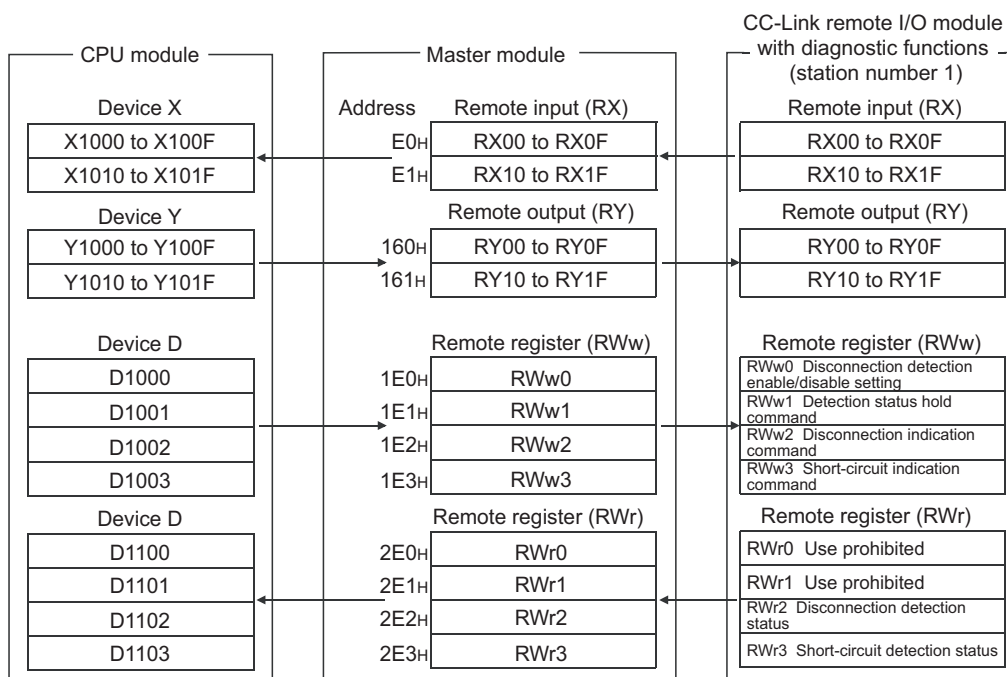 CPU module
Master module
CC-Link remote I/O module
with diagnostic functions
(station number 1)
Device X
Address
Remote input (RX)
Remote input (RX)
X1000 to X100F
E0H
RX00 to RX0F
RX00 to RX0F
X1010 to X101F
E1H
RX10 to RX1F
RX10 to RX1F
Device Y
Remote output (RY)
Remote output (RY)
Y1000 to Y100F
160H
RY00 to RY0F
RY00 to RY0F
Y1010 to Y101F
161H
RY10 to RY1F
RY10 to RY1F
Device D
Remote register (RWw)
Remote register (RWw)
D1000
1E0H
RWw0
RWw0 Disconnection detection
enable/disable setting
D1001
1E1H
RWw1
RWw1 Detection status hold
command
D1002
1E2H
RWw2
RWw2 Disconnection indication
command
D1003
1E3H
RWw3
RWw3 Short-circuit indication
command
Device D
Remote register (RWr)
Remote register (RWr)
D1100
2E0H
RWr0
RWr0 Use prohibited
D1101
2E1H
RWr1
RWr1 Use prohibited
D1102
2E2H
RWr2
RWr2 Disconnection detection
status
D1103
2E3H
RWr3
RWr3 Short-circuit detection status